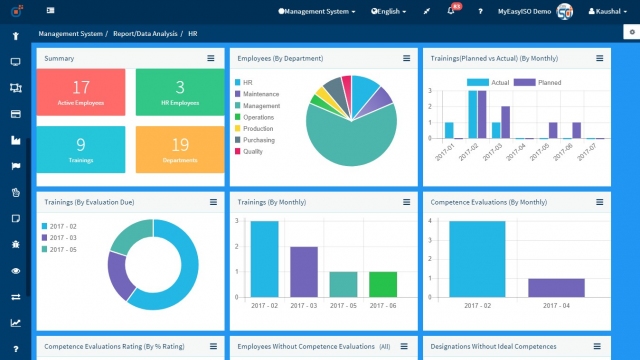 Management System English 83 MyEasyISO Demo Kaushal
Management System / Report/Data Analysis / HR
Summary
17
Active Employees
3
HR Employees
9
Trainings
19
Departments
Employees (By Department)
HR
Maintenance
Management
Operations
Production
Purchasing
Quality
Trainings(Planned vs Actual) (By Monthly)
Actual Planned
3
2
1
0
2017-01 2017-02 2017-03 2017-04 2017-05 2017-06 2017-07
Trainings (By Evaluation Due)
2017 - 02
2017 - 03
2017 - 05
Trainings (By Monthly)
3
2
1
0
2017 - 02 2017 - 03 2017 - 05 2017 - 06
Competence Evaluations (By Monthly)
4
3
2
1
0
2017 - 02 2017 - 04
Competence Evaluations Rating (By % Rating)
Employees Without Competence Evaluations (All)
Designations Without Ideal Competences